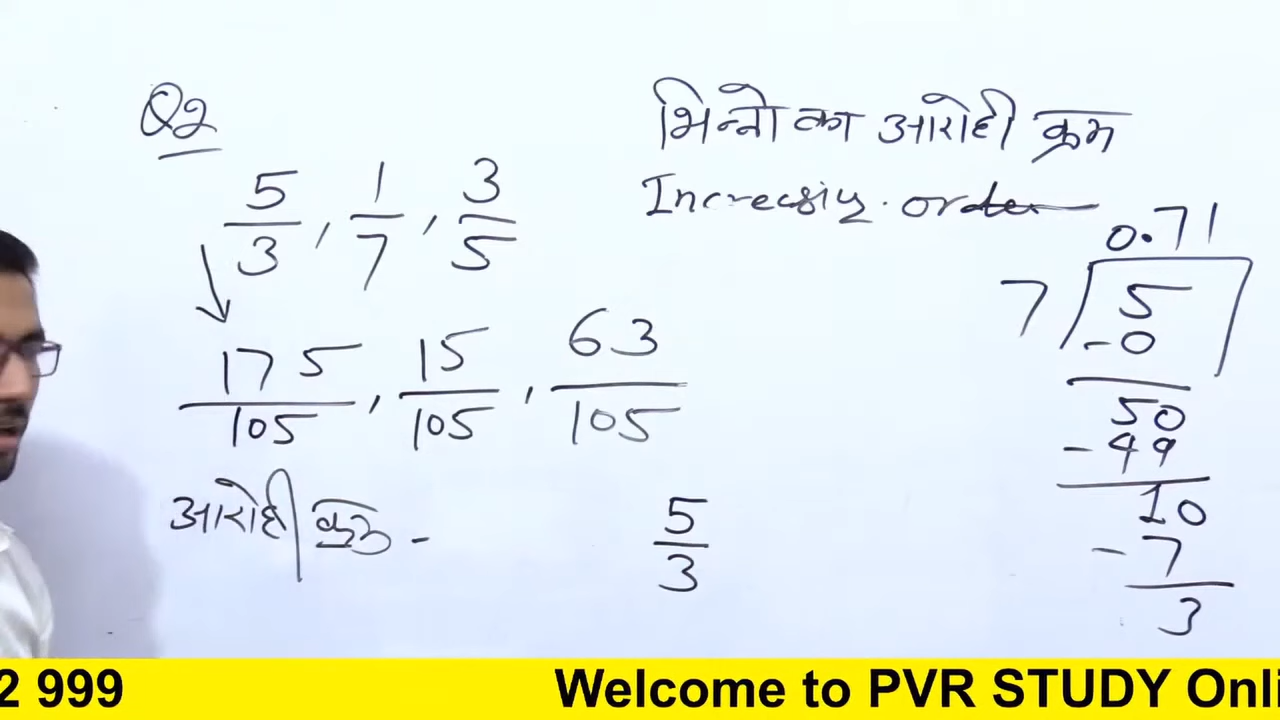 Q2
5/3, 1/7, 3/5
175/105, 15/105, 63/105
आरोही क्रम -
5/3
भिन्नो का आरोही क्रम
Increasing. order
0.71
7 5
-0
50
-49
10
-7
3
2 999 Welcome to PVR STUDY Onli